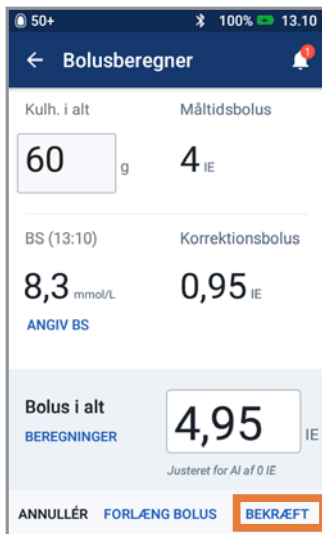 50+ 100% 13.10
Bolusberegner 1
Kulh. i alt Måltidsbolus
60 g 4 IE
BS (13:10) Korrektionsbolus
8,3 mmol/L 0,95 IE
ANGIV BS
Bolus i alt 4,95 IE
BEREGNINGER
Justeret for AI af 0 IE
ANNULLÉR FORLÆNG BOLUS BEKRÆFT